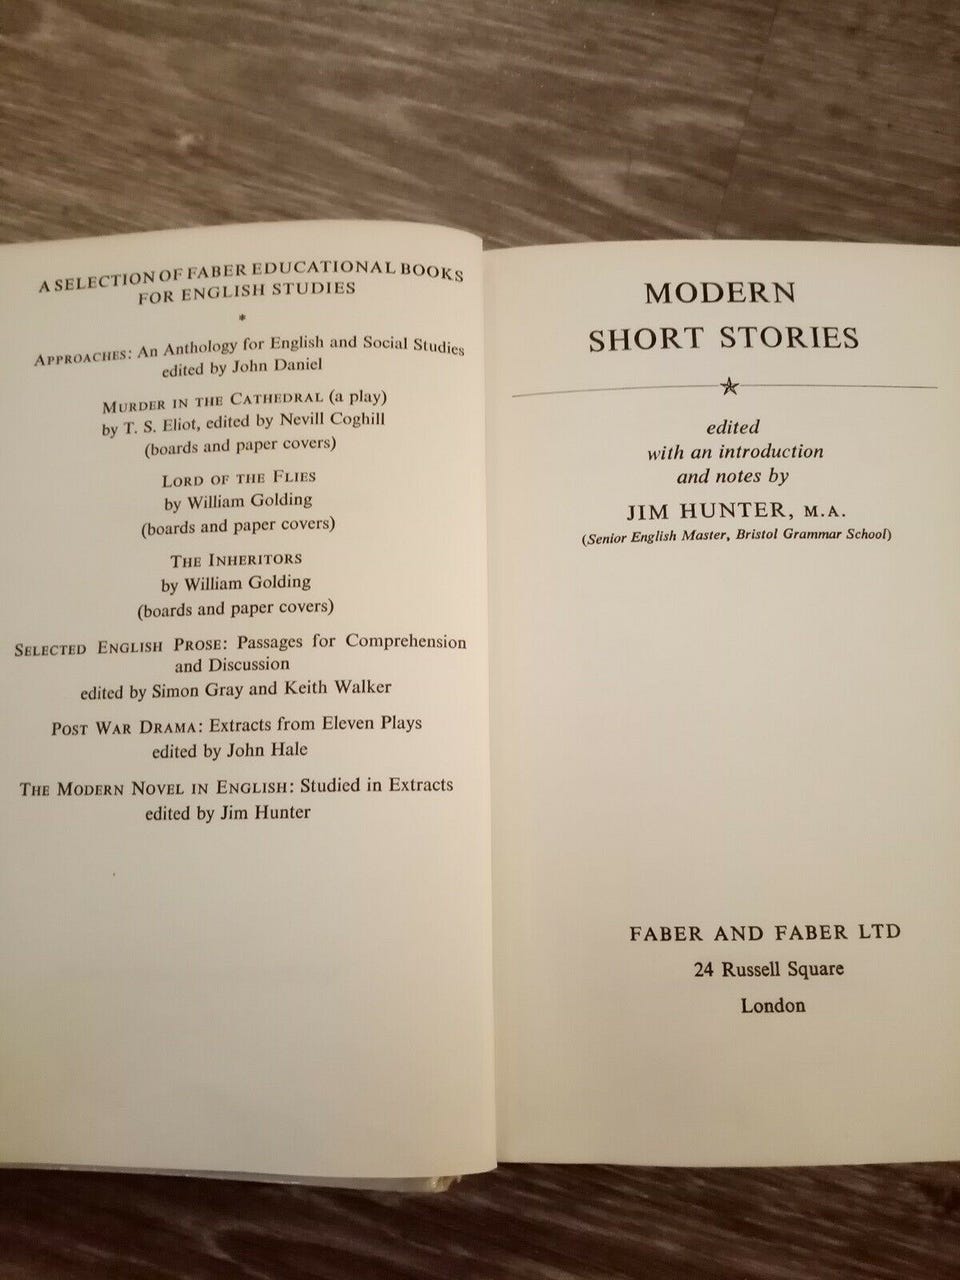 A SELECTION OF FABER EDUCATIONAL BOOKS
FOR ENGLISH STUDIES
*
APPROACHES: An Anthology for English and Social Studies
edited by John Daniel
MURDER IN THE CATHEDRAL (a play)
by T. S. Eliot, edited by Nevill Coghill
(boards and paper covers)
LORD OF THE FLIES
by William Golding
(boards and paper covers)
THE INHERITORS
by William Golding
(boards and paper covers)
SELECTED ENGLISH PROSE: Passages for Comprehension
and Discussion
edited by Simon Gray and Keith Walker
POST WAR DRAMA: Extracts from Eleven Plays
edited by John Hale
THE MODERN NOVEL IN ENGLISH: Studied in Extracts
edited by Jim Hunter
MODERN
SHORT STORIES
edited
with an introduction
and notes by
JIM HUNTER, M.A.
(Senior English Master, Bristol Grammar School)
FABER AND FABER LTD
24 Russell Square
London